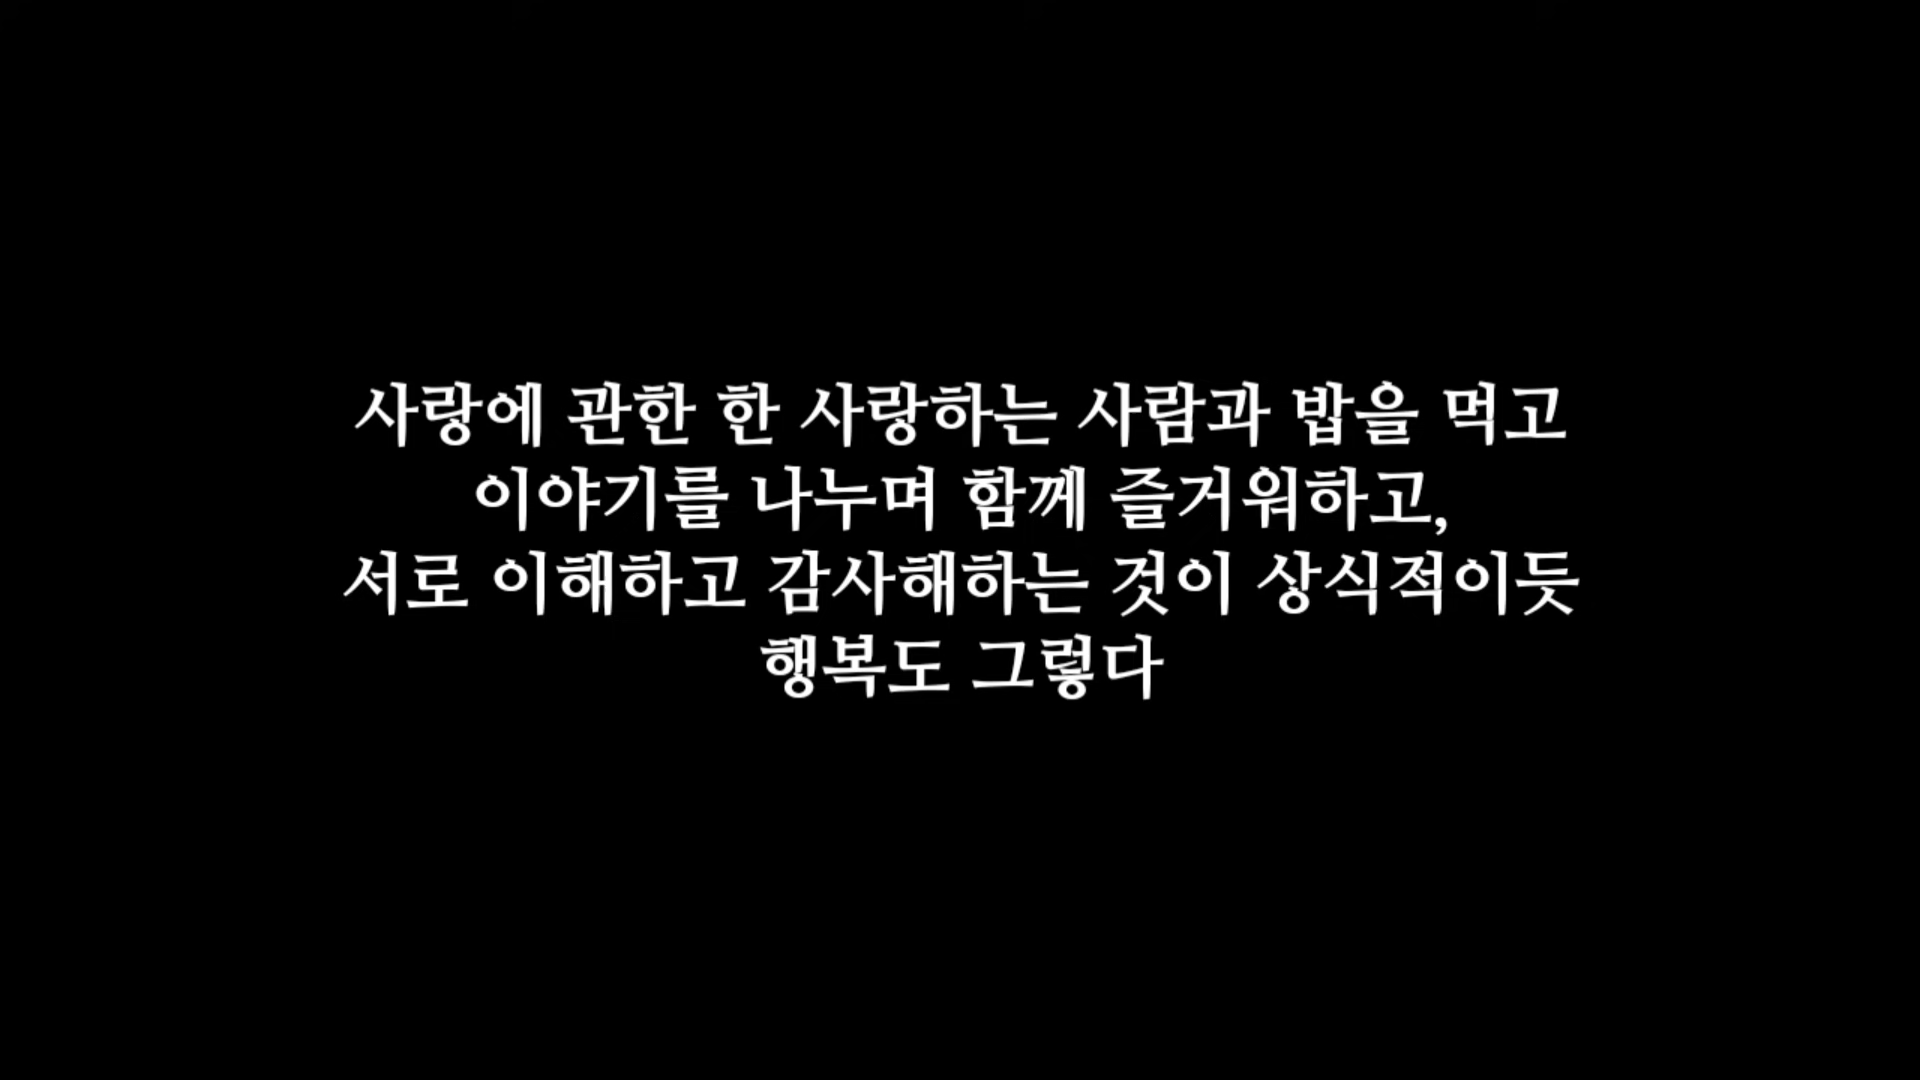 사랑에 관한 한 사랑하는 사람과 밥을 먹고
이야기를 나누며 함께 즐거워하고,
서로 이해하고 감사해하는 것이 상식적이듯
행복도 그렇다